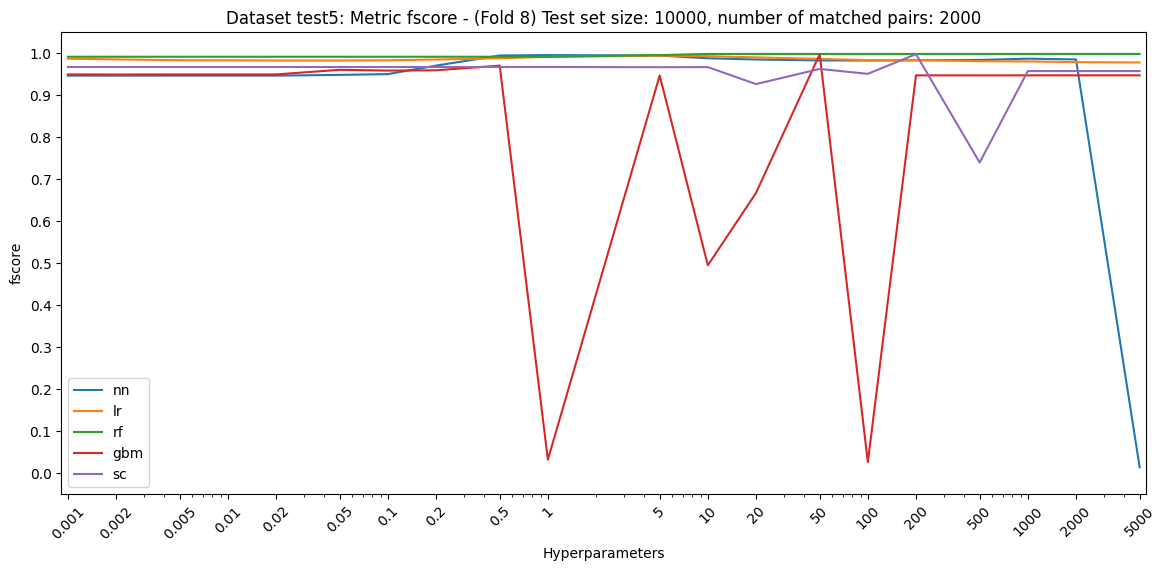 Dataset test5: Metric fscore - (Fold 8) Test set size: 10000, number of matched pairs: 2000
fscore
1.0
0.9
0.8
0.7
0.6
0.5
0.4
0.3
0.2
0.1
0.0
nn
lr
rf
gbm
sc
0.001 0.002 0.005 0.01 0.02 0.05 0.1 0.2 0.5 1 5 10 20 50 100 200 500 1000 2000 5000
Hyperparameters